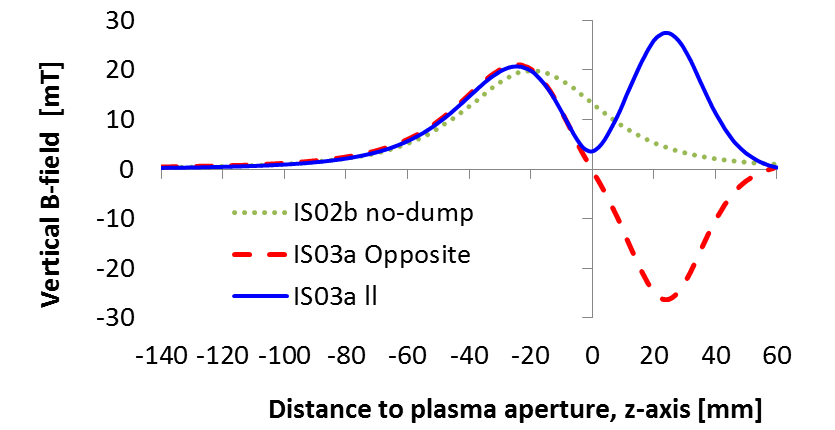 30
20
10
0
-10
-20
-30
Vertical B-field [mT]
IS02b no-dump
IS03a Opposite
IS03a ll
-140 -120 -100 -80 -60 -40 -20 0 20 40 60
Distance to plasma aperture, z-axis [mm]